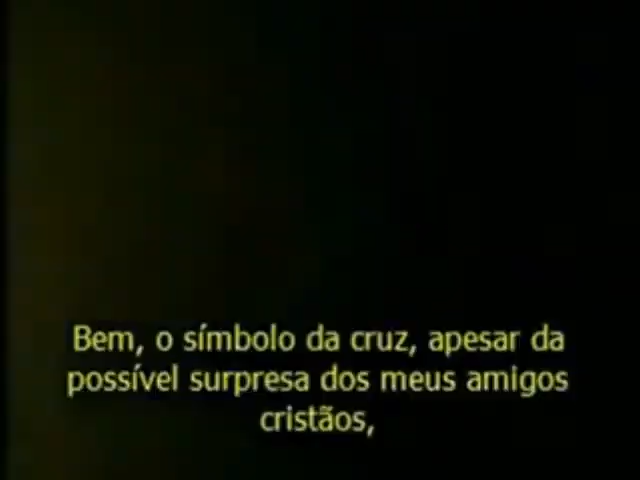 Bem, o símbolo da cruz, apesar da
possível surpresa dos meus amigos
cristãos,